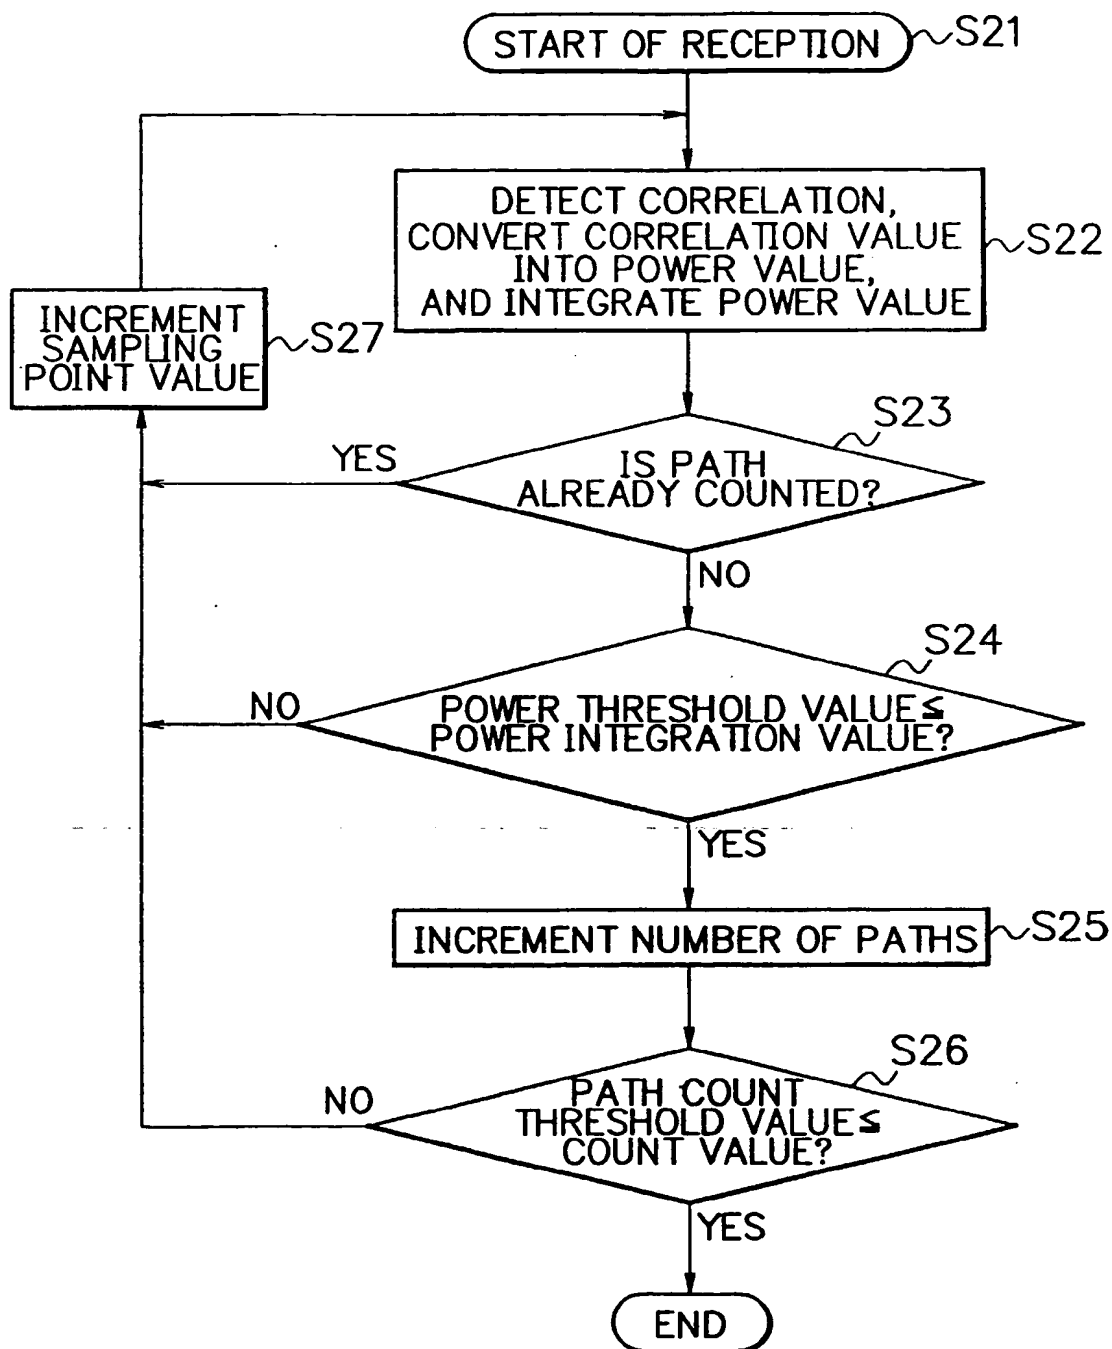 START OF RECEPTION
S21
DETECT CORRELATION,
CONVERT CORRELATION VALUE
INTO POWER VALUE,
AND INTEGRATE POWER VALUE
S22
INCREMENT
SAMPLING
POINT VALUE
S27
S23
YES
IS PATH
ALREADY COUNTED?
NO
S24
NO
POWER THRESHOLD VALUE≦
POWER INTEGRATION VALUE?
YES
INCREMENT NUMBER OF PATHS
S25
S26
NO
PATH COUNT
THRESHOLD VALUE≦
COUNT VALUE?
YES
END